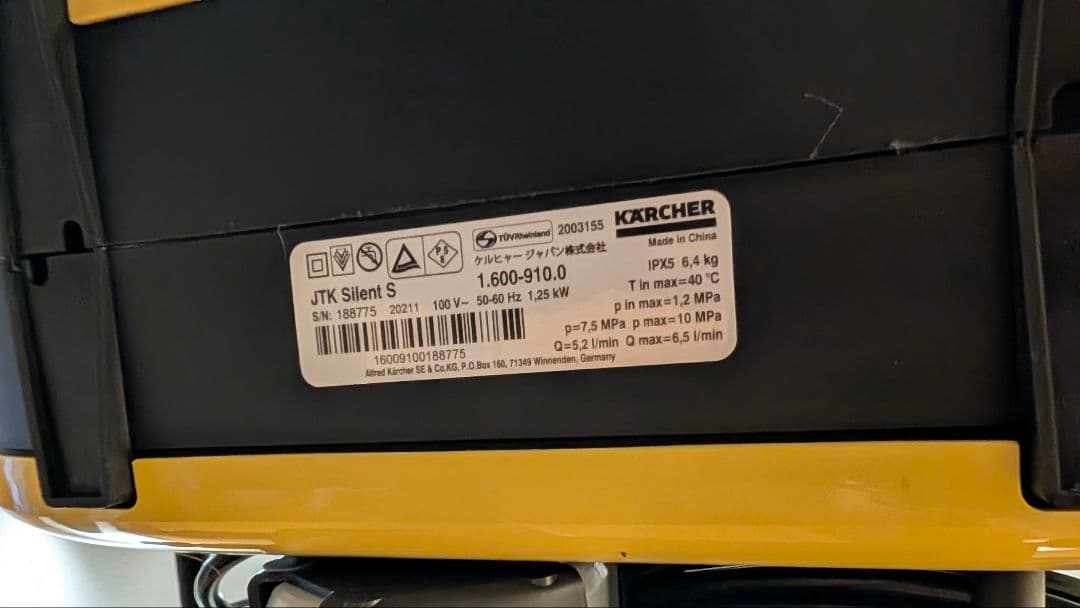 TÜVRheinland 2003155 KÄRCHER
PS E
ケルヒャー ジャパン株式会社 Made in China
JTK Silent S 1.600-910.0 IPX5 6,4 kg
S/N: 188775 20211 100 V~ 50-60 Hz 1,25 kW T in max=40 °C
p in max=1,2 MPa
p=7,5 MPa p max=10 MPa
Q=5,2 l/min Q max=6,5 l/min
16009100188775
Alfred Kärcher SE & Co.KG, P.O.Box 160, 71349 Winnenden, Germany